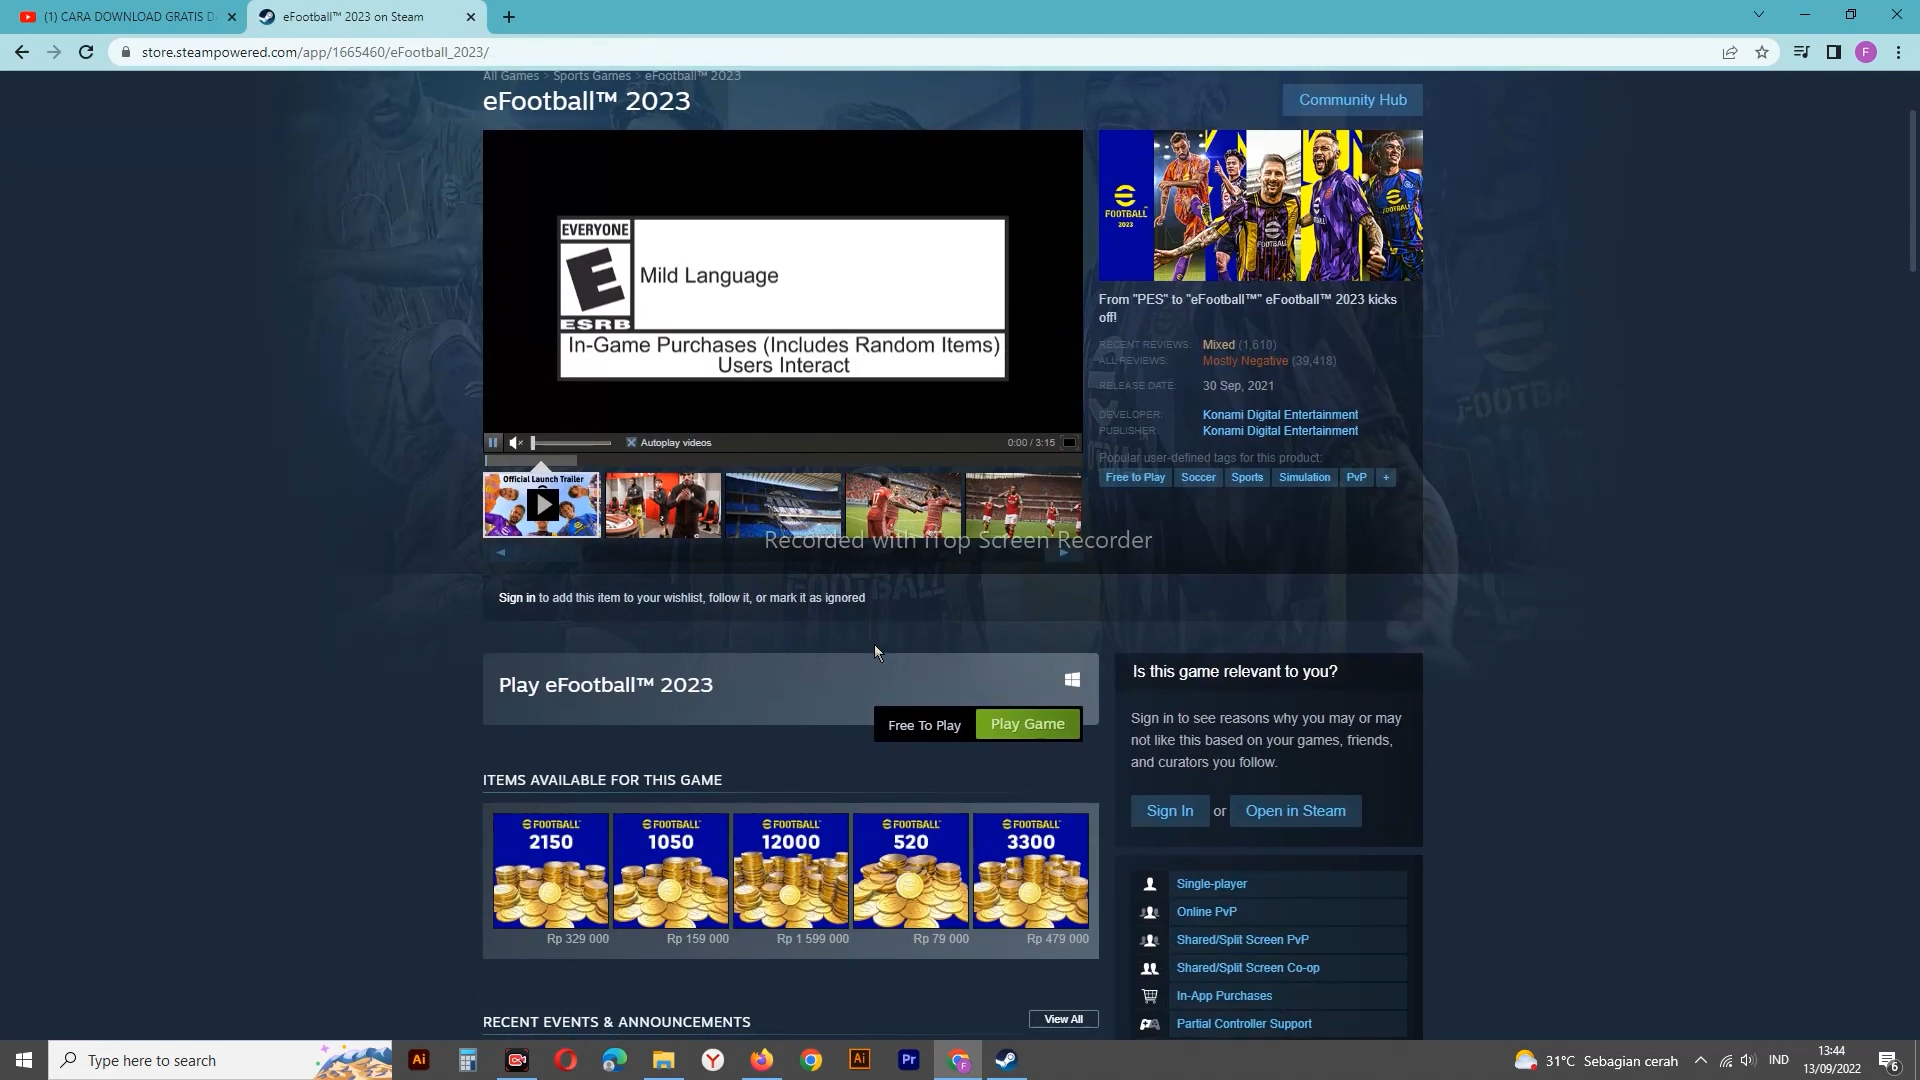 (1) CARA DOWNLOAD GRATIS D
eFootball™ 2023 on Steam
store.steampowered.com/app/1665460/eFootball_2023/
F
All Games > Sports Games > eFootball™ 2023
eFootball™ 2023
Community Hub
EVERYONE
E
ESRB
Mild Language
In-Game Purchases (Includes Random Items)
Users Interact
Autoplay videos
0:00 / 3:15
Official Launch Trailer
FOOTBALL
2023
From "PES" to "eFootball™" eFootball™ 2023 kicks
off!
RECENT REVIEWS: Mixed (1,610)
ALL REVIEWS: Mostly Negative (39,418)
RELEASE DATE: 30 Sep, 2021
DEVELOPER: Konami Digital Entertainment
PUBLISHER: Konami Digital Entertainment
Popular user-defined tags for this product:
Free to Play Soccer Sports Simulation PvP +
Recorded with iTop Screen Recorder
Sign in to add this item to your wishlist, follow it, or mark it as ignored
Play eFootball™ 2023
Free To Play Play Game
Is this game relevant to you?
Sign in to see reasons why you may or may
not like this based on your games, friends,
and curators you follow.
Sign In or Open in Steam
ITEMS AVAILABLE FOR THIS GAME
FOOTBALL
2150
Rp 329 000
FOOTBALL
1050
Rp 159 000
FOOTBALL
12000
Rp 1 599 000
FOOTBALL
520
Rp 79 000
FOOTBALL
3300
Rp 479 000
Single-player
Online PvP
Shared/Split Screen PvP
Shared/Split Screen Co-op
In-App Purchases
Partial Controller Support
RECENT EVENTS & ANNOUNCEMENTS
View All
Type here to search
Ai
Y
Ai
Pr
31°C Sebagian cerah
IND
13:44
13/09/2022
6